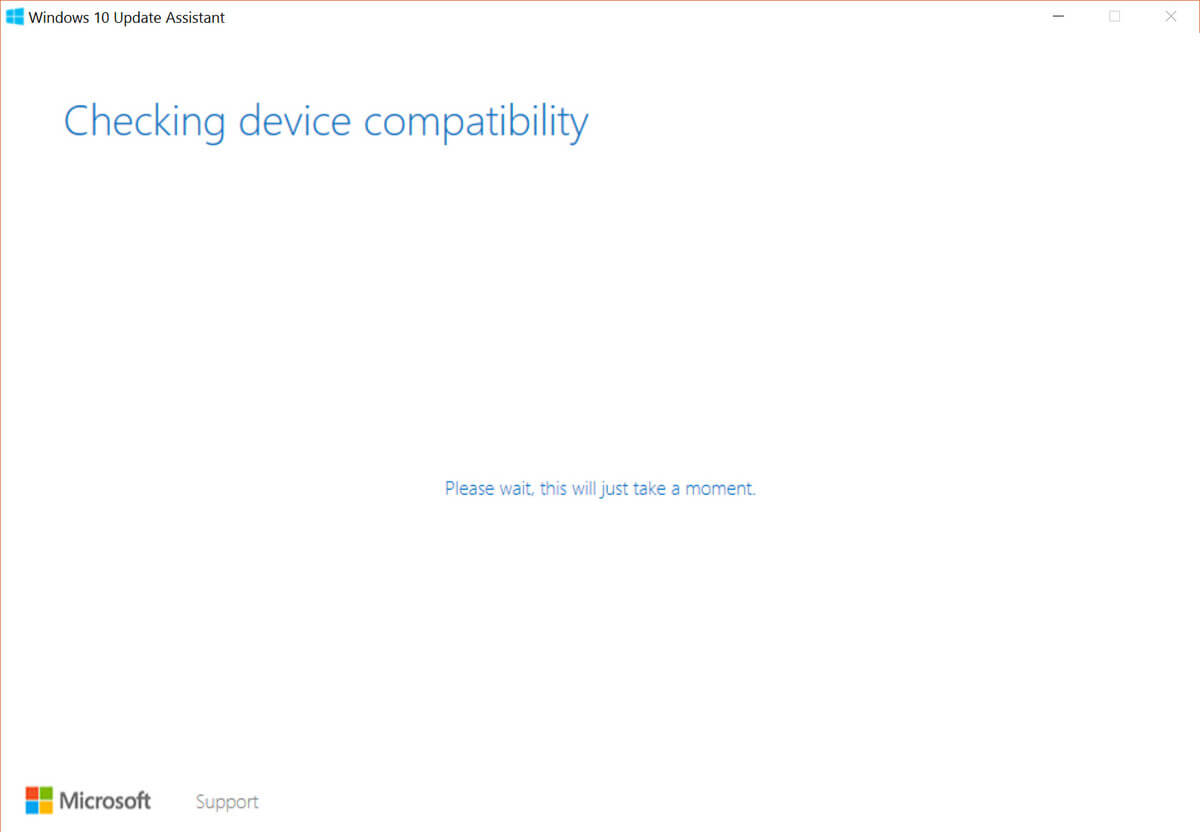 Windows 10 Update Assistant
Checking device compatibility
Please wait, this will just take a moment.
Microsoft Support